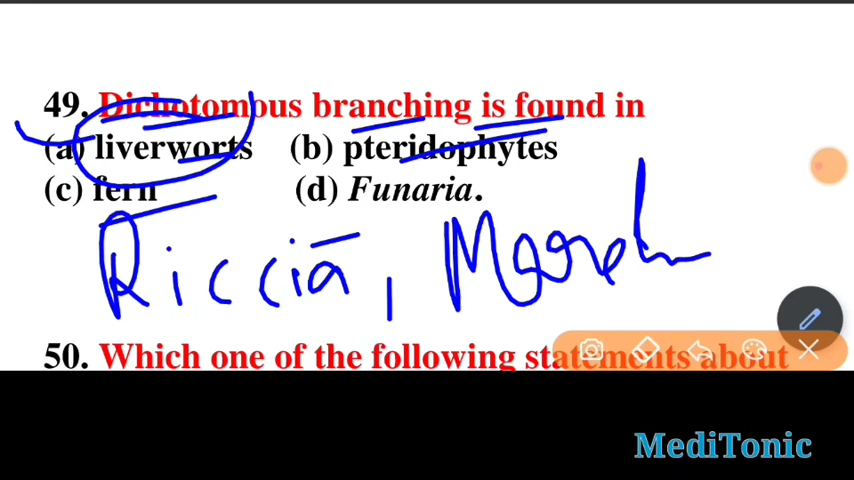 49. Dichotomous branching is found in
(a) liverworts (b) pteridophytes
(c) fern (d) Funaria.
Riccia,
50. Which one of the following statements about
MediTonic